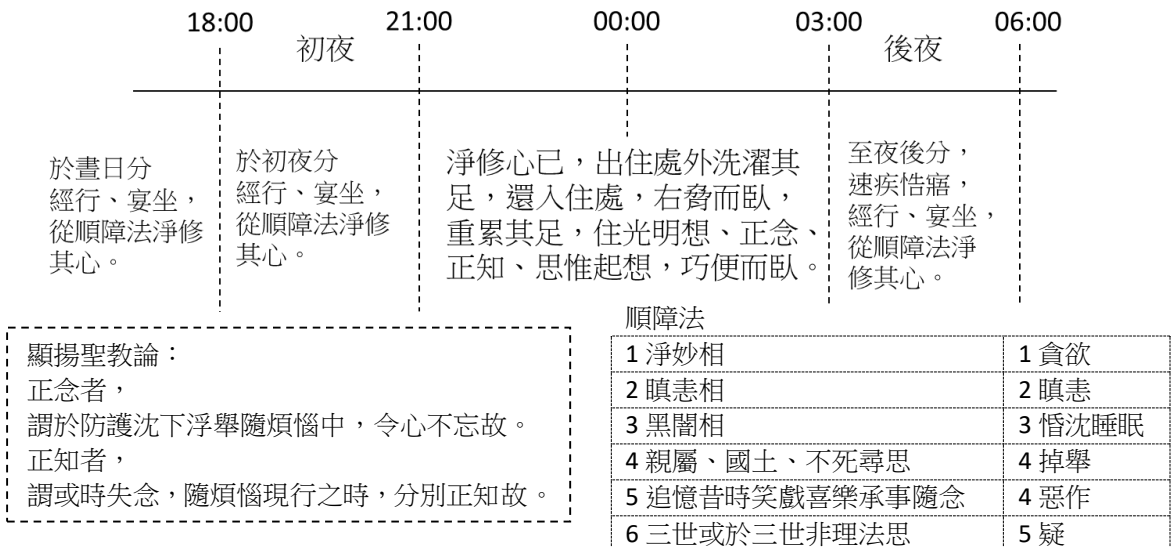 18:00 21:00 00:00 03:00 06:00
初夜 後夜
於晝日分
經行、宴坐，
從順障法淨修
其心。
於初夜分
經行、宴坐，
從順障法淨修
其心。
淨修心已，出住處外洗濯其
足，還入住處，右脅而臥，
重累其足，住光明想、正念、
正知、思惟起想，巧便而臥。
至夜後分，
速疾悎寤，
經行、宴坐，
從順障法淨
修其心。
顯揚聖教論：
正念者，
謂於防護沈下浮舉隨煩惱中，令心不忘故。
正知者，
謂或時失念，隨煩惱現行之時，分別正知故。
順障法
1 淨妙相 1 貪欲
2 瞋恚相 2 瞋恚
3 黑闇相 3 惛沈睡眠
4 親屬、國土、不死尋思 4 掉舉
5 追憶昔時笑戲喜樂承事隨念 4 惡作
6 三世或於三世非理法思 5 疑